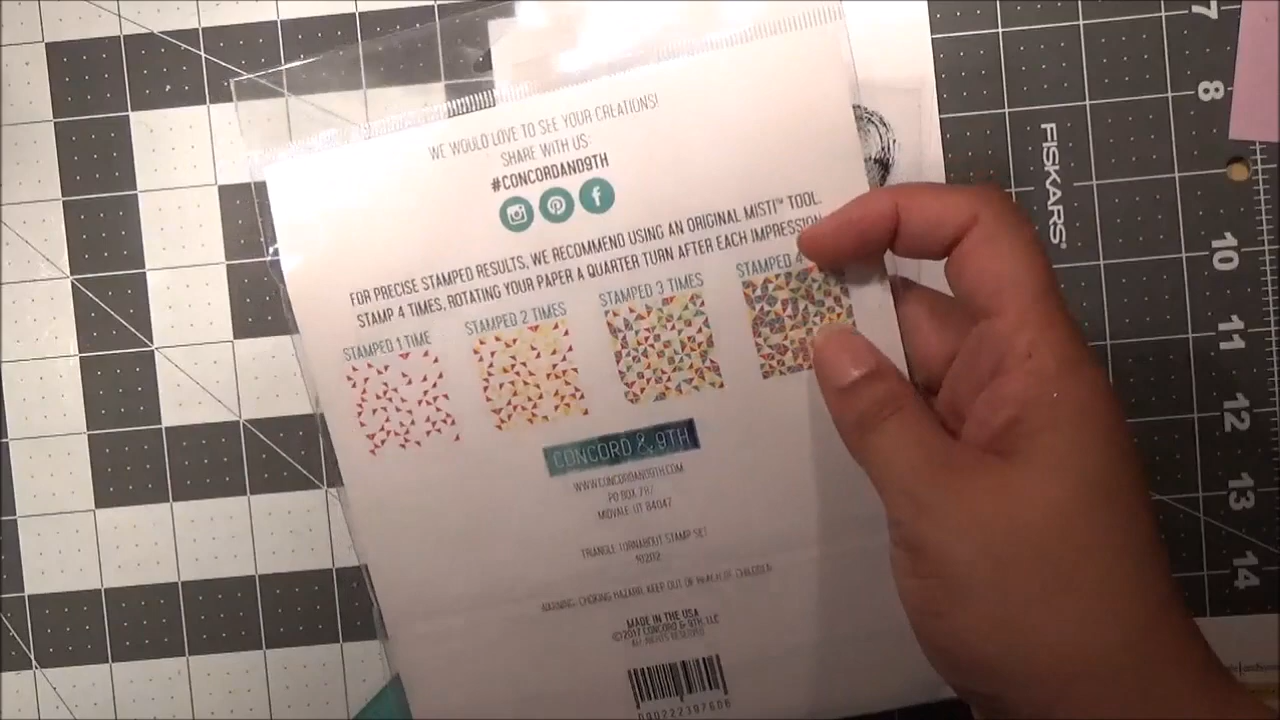 WE WOULD LOVE TO SEE YOUR CREATIONS!
SHARE WITH US:
#CONCORDAND9TH
FOR PRECISE STAMPED RESULTS, WE RECOMMEND USING AN ORIGINAL MISTI™ TOOL.
STAMP 4 TIMES, ROTATING YOUR PAPER A QUARTER TURN AFTER EACH IMPRESSION.
STAMPED 1 TIME
STAMPED 2 TIMES
STAMPED 3 TIMES
STAMPED 4
CONCORD & 9TH
WWW.CONCORDAND9TH.COM
PO BOX
MIDVALE, UT 84047
TRIANGLE TURNABOUT STAMP SET
10202
WARNING: CHOKING HAZARD. KEEP OUT OF REACH OF CHILDREN
MADE IN THE USA
©2017 CONCORD & 9TH, LLC
ALL RIGHTS RESERVED
FISKARS
7
8
10
11
12
13
14